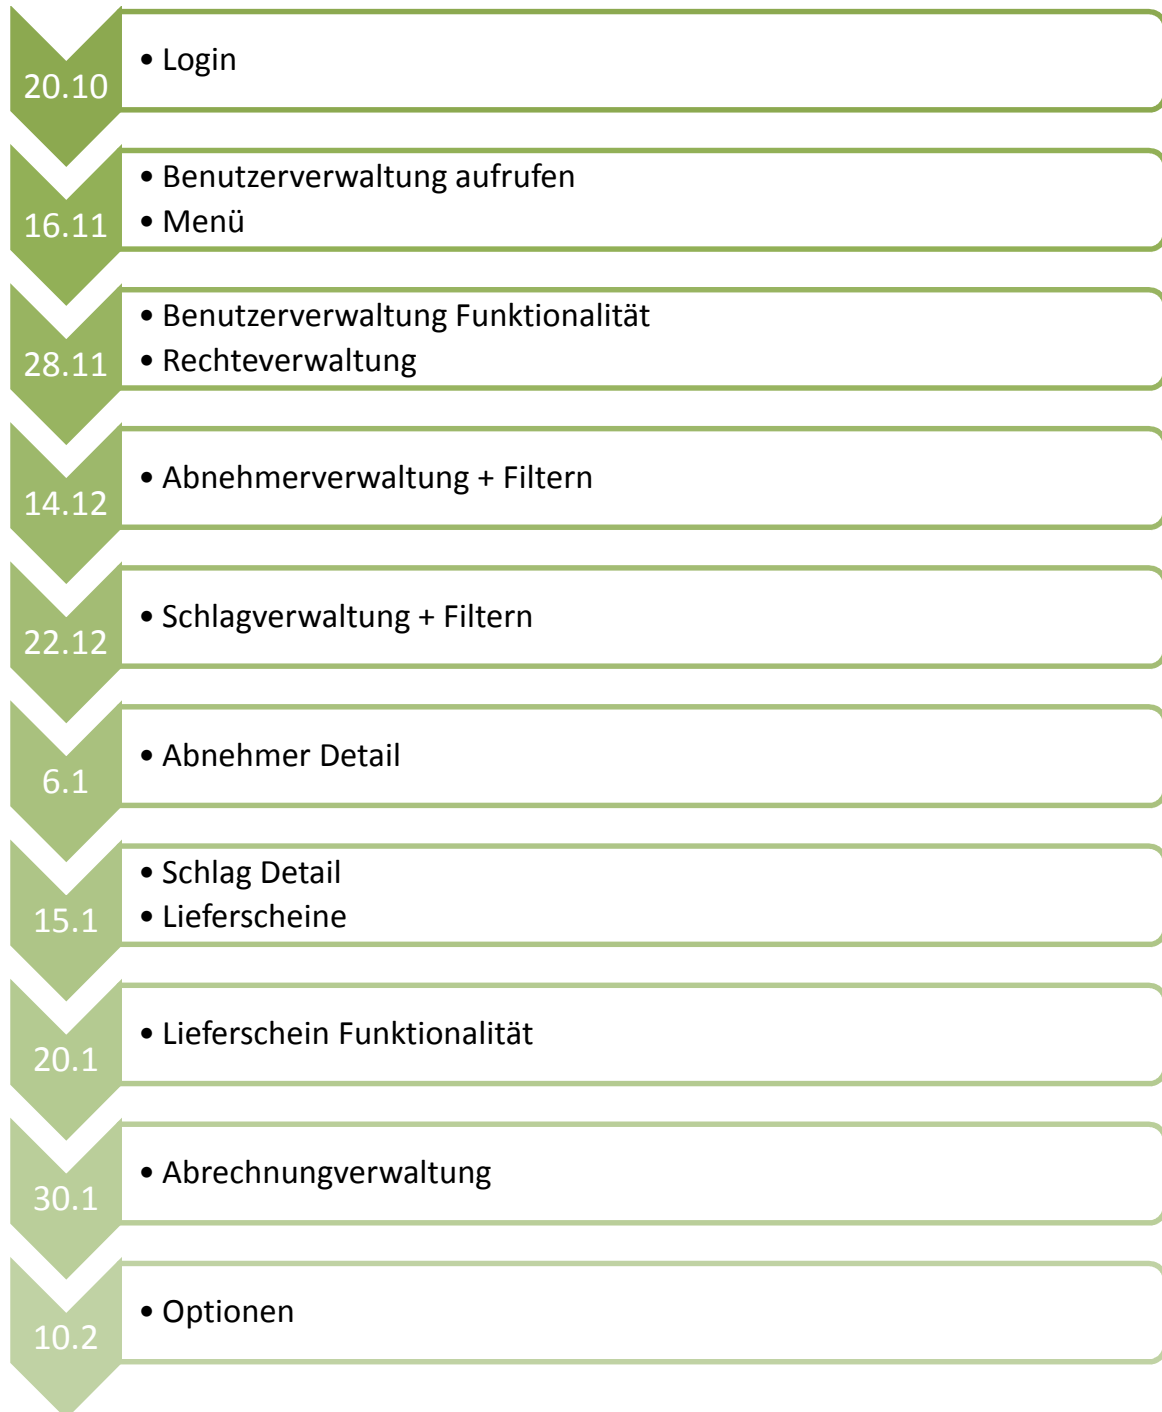 20.10
• Login
16.11
• Benutzerverwaltung aufrufen
• Menü
28.11
• Benutzerverwaltung Funktionalität
• Rechteverwaltung
14.12
• Abnehmerverwaltung + Filtern
22.12
• Schlagverwaltung + Filtern
6.1
• Abnehmer Detail
15.1
• Schlag Detail
• Lieferscheine
20.1
• Lieferschein Funktionalität
30.1
• Abrechnungverwaltung
10.2
• Optionen